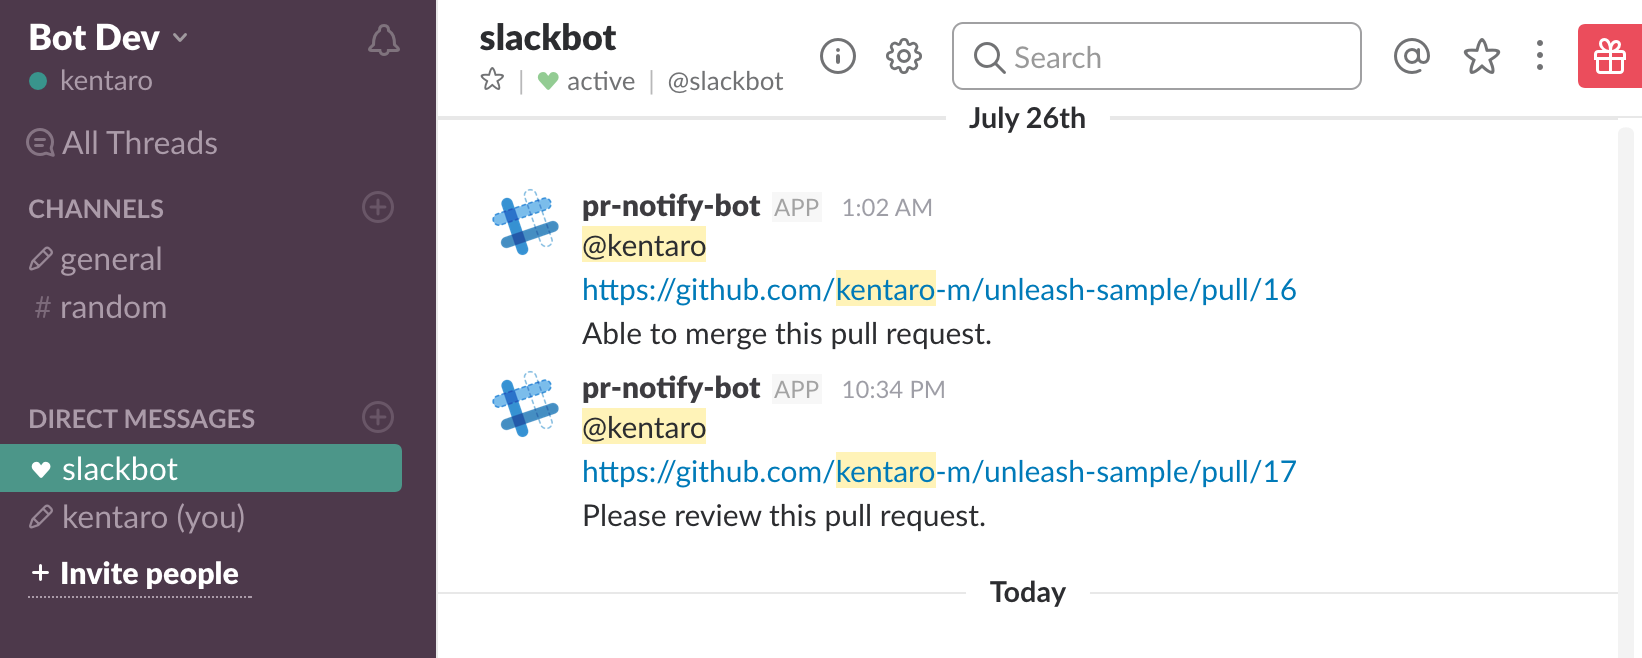 Bot Dev
kentaro
All Threads
CHANNELS
general
# random
DIRECT MESSAGES
slackbot
kentaro (you)
+ Invite people
slackbot
active | @slackbot
Search
July 26th
pr-notify-bot APP 1:02 AM
@kentaro
https://github.com/kentaro-m/unleash-sample/pull/16
Able to merge this pull request.
pr-notify-bot APP 10:34 PM
@kentaro
https://github.com/kentaro-m/unleash-sample/pull/17
Please review this pull request.
Today